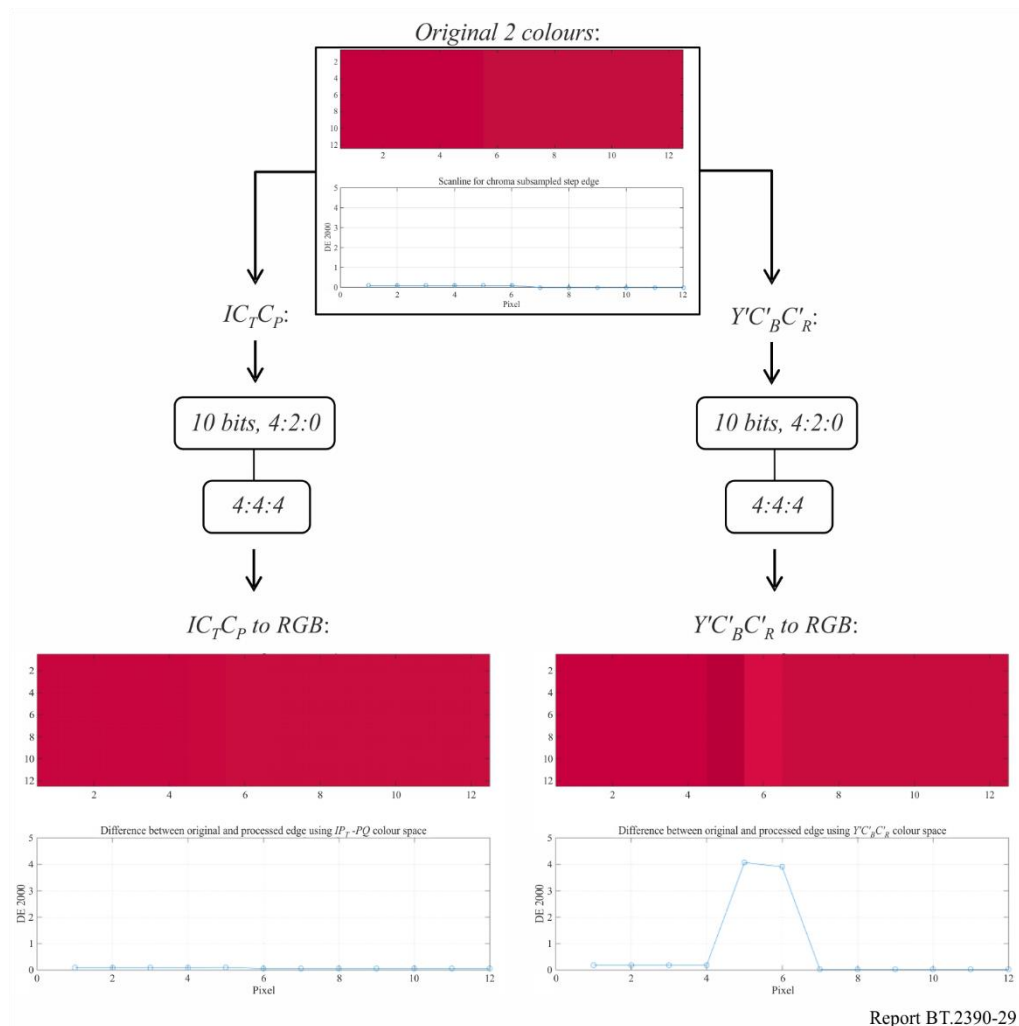 Original 2 colours:
2
4
6
8
10
12
2 4 6 8 10 12
Scanline for chroma subsampled step edge
5
4
3
2
1
0
DE 2000
0 2 4 6 8 10 12
Pixel
ICTCP:
Y'C'BC'R:
10 bits, 4:2:0
10 bits, 4:2:0
4:4:4
4:4:4
ICTCP to RGB:
Y'C'BC'R to RGB:
2
4
6
8
10
12
2 4 6 8 10 12
2
4
6
8
10
12
2 4 6 8 10 12
Difference between original and processed edge using IPT -PQ colour space
5
4
3
2
1
0
DE 2000
0 2 4 6 8 10 12
Pixel
Difference between original and processed edge using Y'C'BC'R colour space
5
4
3
2
1
0
DE 2000
0 2 4 6 8 10 12
Pixel
Report BT.2390-29